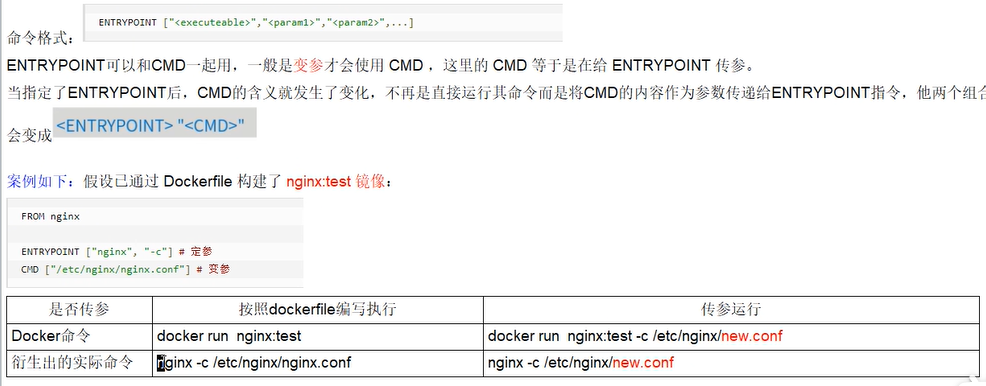 命令格式：
ENTRYPOINT ["<executeable>","<param1>","<param2>",...]
ENTRYPOINT可以和CMD一起用，一般是变参才会使用 CMD ，这里的 CMD 等于是在给 ENTRYPOINT 传参。
当指定了ENTRYPOINT后，CMD的含义就发生了变化，不再是直接运行其命令而是将CMD的内容作为参数传递给ENTRYPOINT指令，他两个组合
会变成 <ENTRYPOINT> "<CMD>"
案例如下：假设已通过 Dockerfile 构建了 nginx:test 镜像：
FROM nginx
ENTRYPOINT ["nginx", "-c"] # 定参
CMD ["/etc/nginx/nginx.conf"] # 变参
是否传参 按照dockerfile编写执行 传参运行
Docker命令 docker run nginx:test docker run nginx:test -c /etc/nginx/new.conf
衍生出的实际命令 nginx -c /etc/nginx/nginx.conf nginx -c /etc/nginx/new.conf